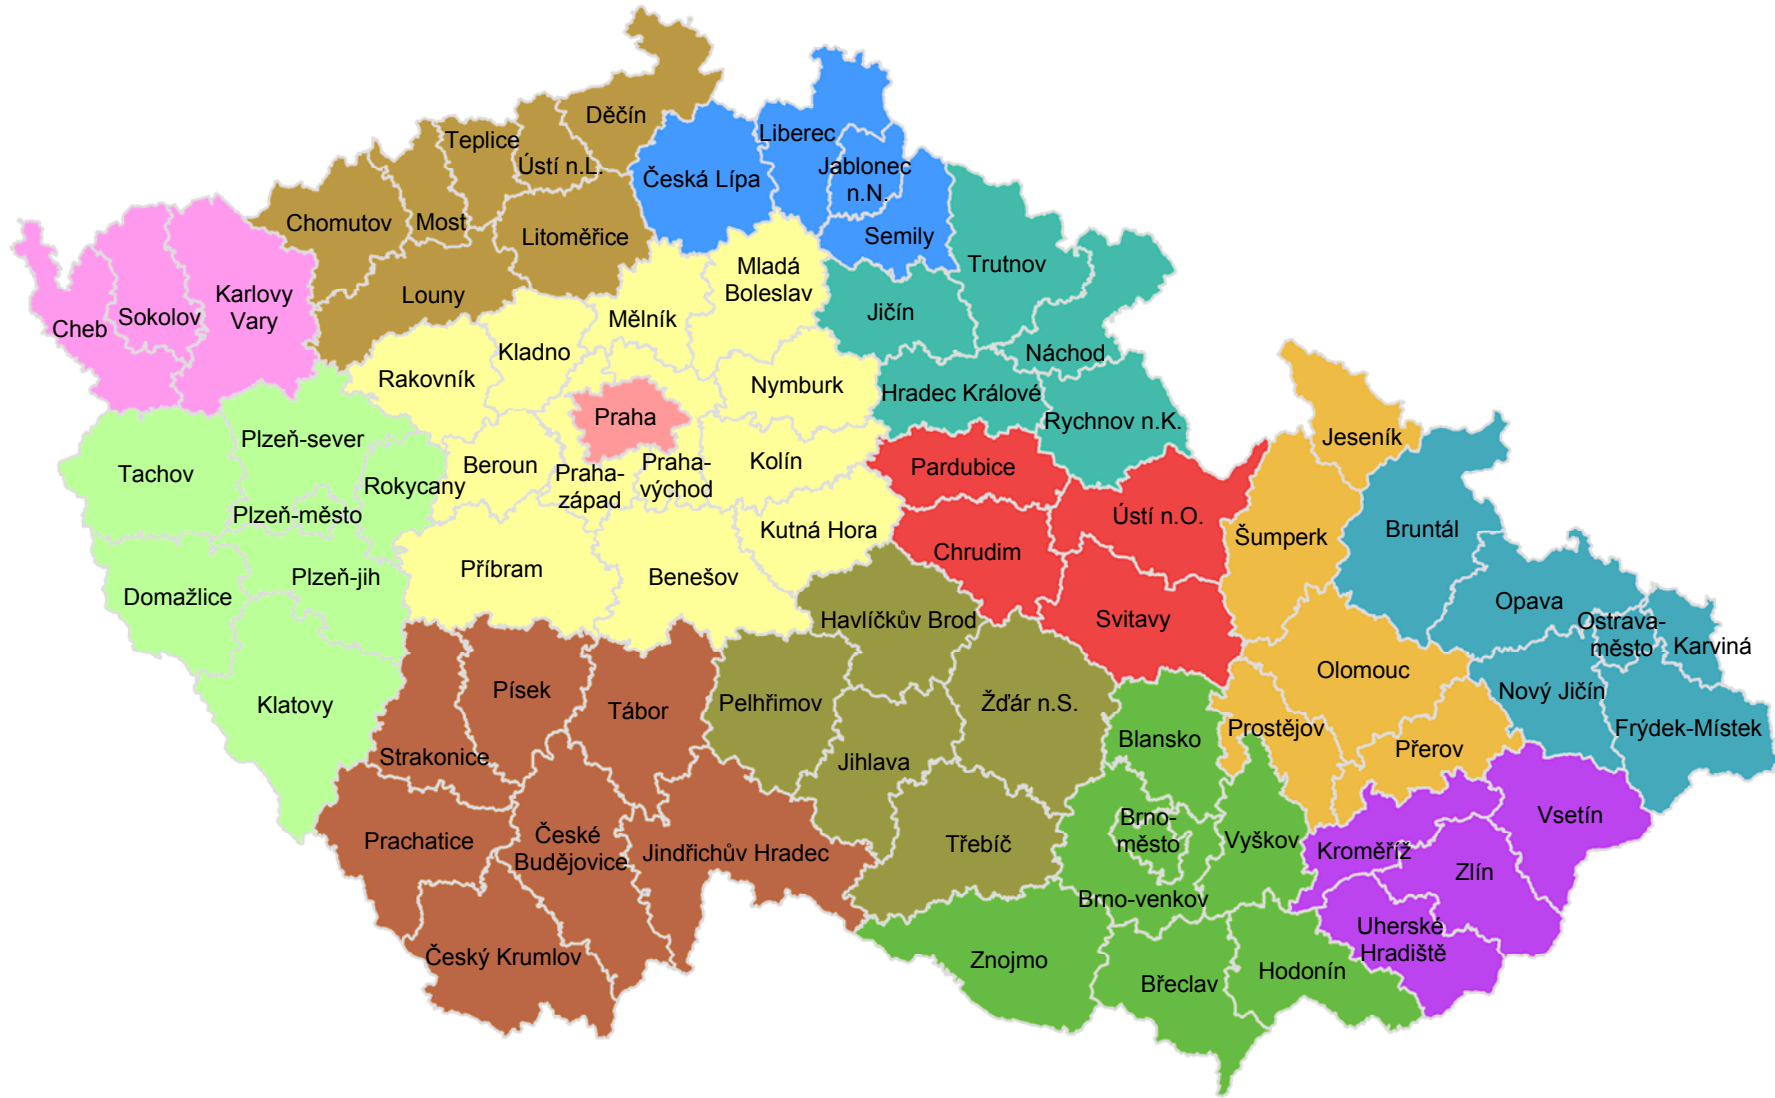 Děčín
Teplice
Liberec
Ústí n.L.
Jablonec
n.N.
Česká Lípa
Chomutov
Most
Litoměřice
Semily
Trutnov
Mladá
Boleslav
Karlovy
Vary
Louny
Sokolov
Cheb
Mělník
Jičín
Kladno
Náchod
Rakovník
Nymburk
Hradec Králové
Praha
Rychnov n.K.
Plzeň-sever
Jeseník
Tachov
Beroun
Praha-
východ
Kolín
Pardubice
Rokycany
Praha-
západ
Plzeň-město
Kutná Hora
Ústí n.O.
Šumperk
Bruntál
Chrudim
Příbram
Benešov
Plzeň-jih
Domažlice
Opava
Havlíčkův Brod
Svitavy
Ostrava-
město
Karviná
Olomouc
Písek
Klatovy
Tábor
Pelhřimov
Žďár n.S.
Nový Jičín
Prostějov
Frýdek-Místek
Blansko
Přerov
Strakonice
Jihlava
Vsetín
Brno-
město
Prachatice
České
Budějovice
Jindřichův Hradec
Třebíč
Vyškov
Kroměříž
Zlín
Brno-venkov
Uherské
Hradiště
Český Krumlov
Znojmo
Hodonín
Břeclav